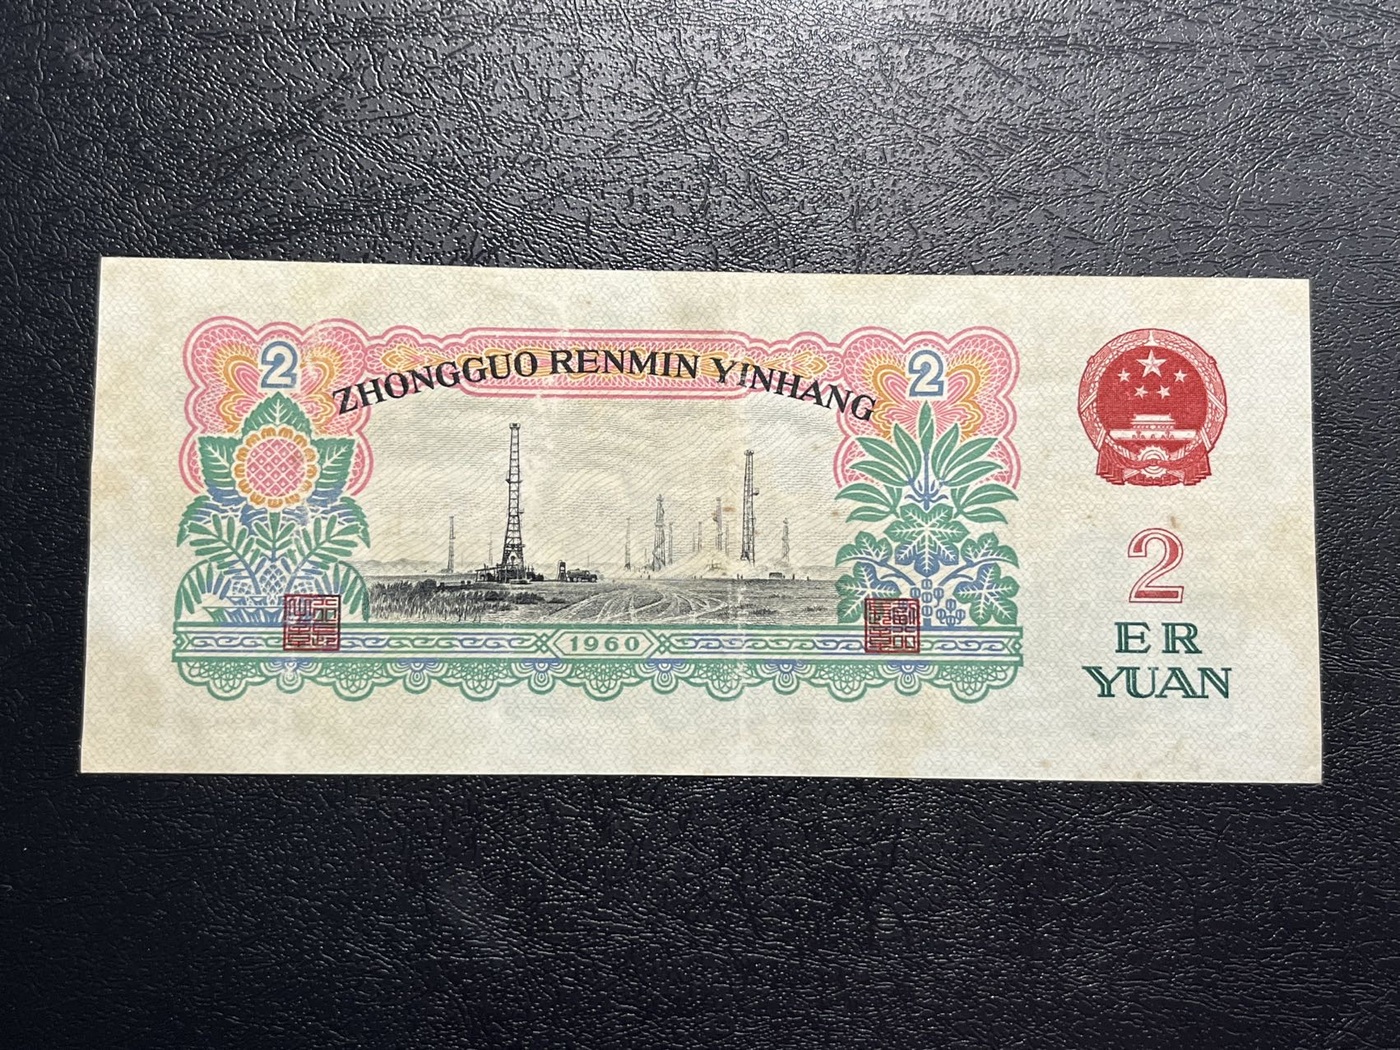 2
2
ZHONGGUO RENMIN YINHANG
1960
2
ER
YUAN